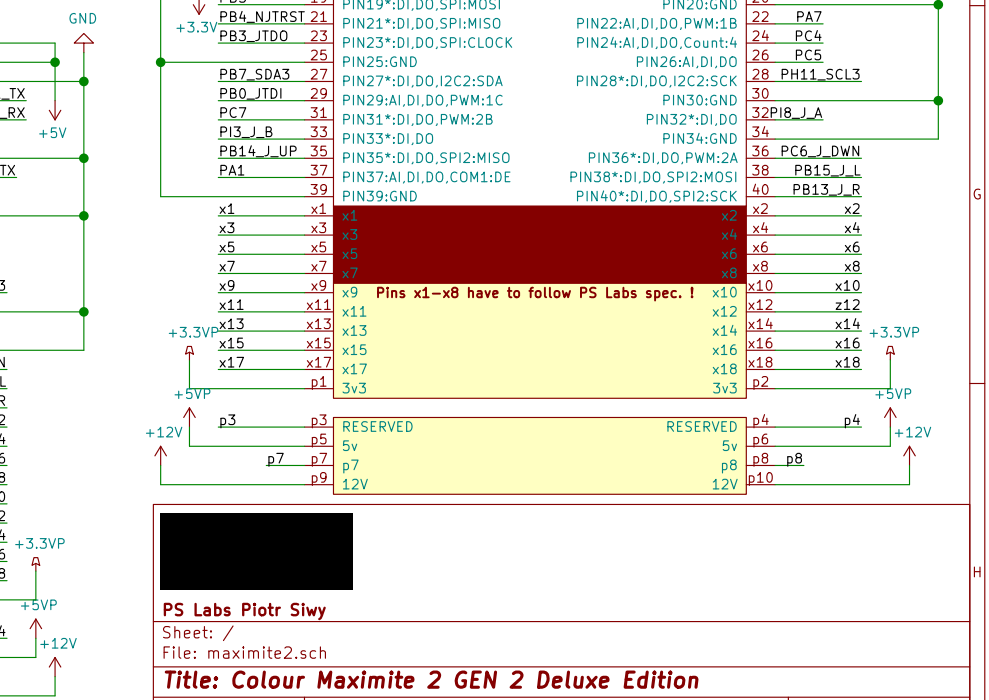 GND
+5V
_TX
_RX
TX
+3.3V
PB4_NJTRST 21 PIN21*:DI,DO,SPI:MISO PIN22:AI,DI,DO,PWM:1B 22 PA7
PB3_JTDO 23 PIN23*:DI,DO,SPI:CLOCK PIN24:AI,DI,DO,Count:4 24 PC4
25 PIN25:GND PIN26:AI,DI,DO 26 PC5
PB7_SDA3 27 PIN27*:DI,DO,I2C2:SDA PIN28*:DI,DO,I2C2:SCK 28 PH11_SCL3
PB0_JTDI 29 PIN29:AI,DI,DO,PWM:1C PIN30:GND 30
PC7 31 PIN31*:DI,DO,PWM:2B PIN32*:DI,DO 32 PI8_J_A
PI3_J_B 33 PIN33*:DI,DO PIN34:GND 34
PB14_J_UP 35 PIN35*:DI,DO,SPI2:MISO PIN36*:DI,DO,PWM:2A 36 PC6_J_DWN
PA1 37 PIN37:AI,DI,DO,COM1:DE PIN38*:DI,DO,SPI2:MOSI 38 PB15_J_L
39 PIN39:GND PIN40*:DI,DO,SPI2:SCK 40 PB13_J_R
G
x1 x1 x1 x2 x2 x2
x3 x3 x3 x4 x4 x4
x5 x5 x5 x6 x6 x6
x7 x7 x7 x8 x8 x8
x9 x9 x9 Pins x1-x8 have to follow PS Labs spec. ! x10 x10 x10
x11 x11 x11 x12 x12 z12
x13 x13 x13 x14 x14 x14
x15 x15 x15 x16 x16 x16
x17 x17 x17 x18 x18 x18
+3.3VP p1 3v3 3v3 p2 +3.3VP
+5VP +5VP
p3 p3 RESERVED RESERVED p4 p4
+12V p5 5v 5v p6 +12V
p7 p7 p7 p8 p8 p8
p9 12V 12V p10
+3.3VP
+5VP
+12V
H
PS Labs Piotr Siwy
Sheet: /
File: maximite2.sch
Title: Colour Maximite 2 GEN 2 Deluxe Edition